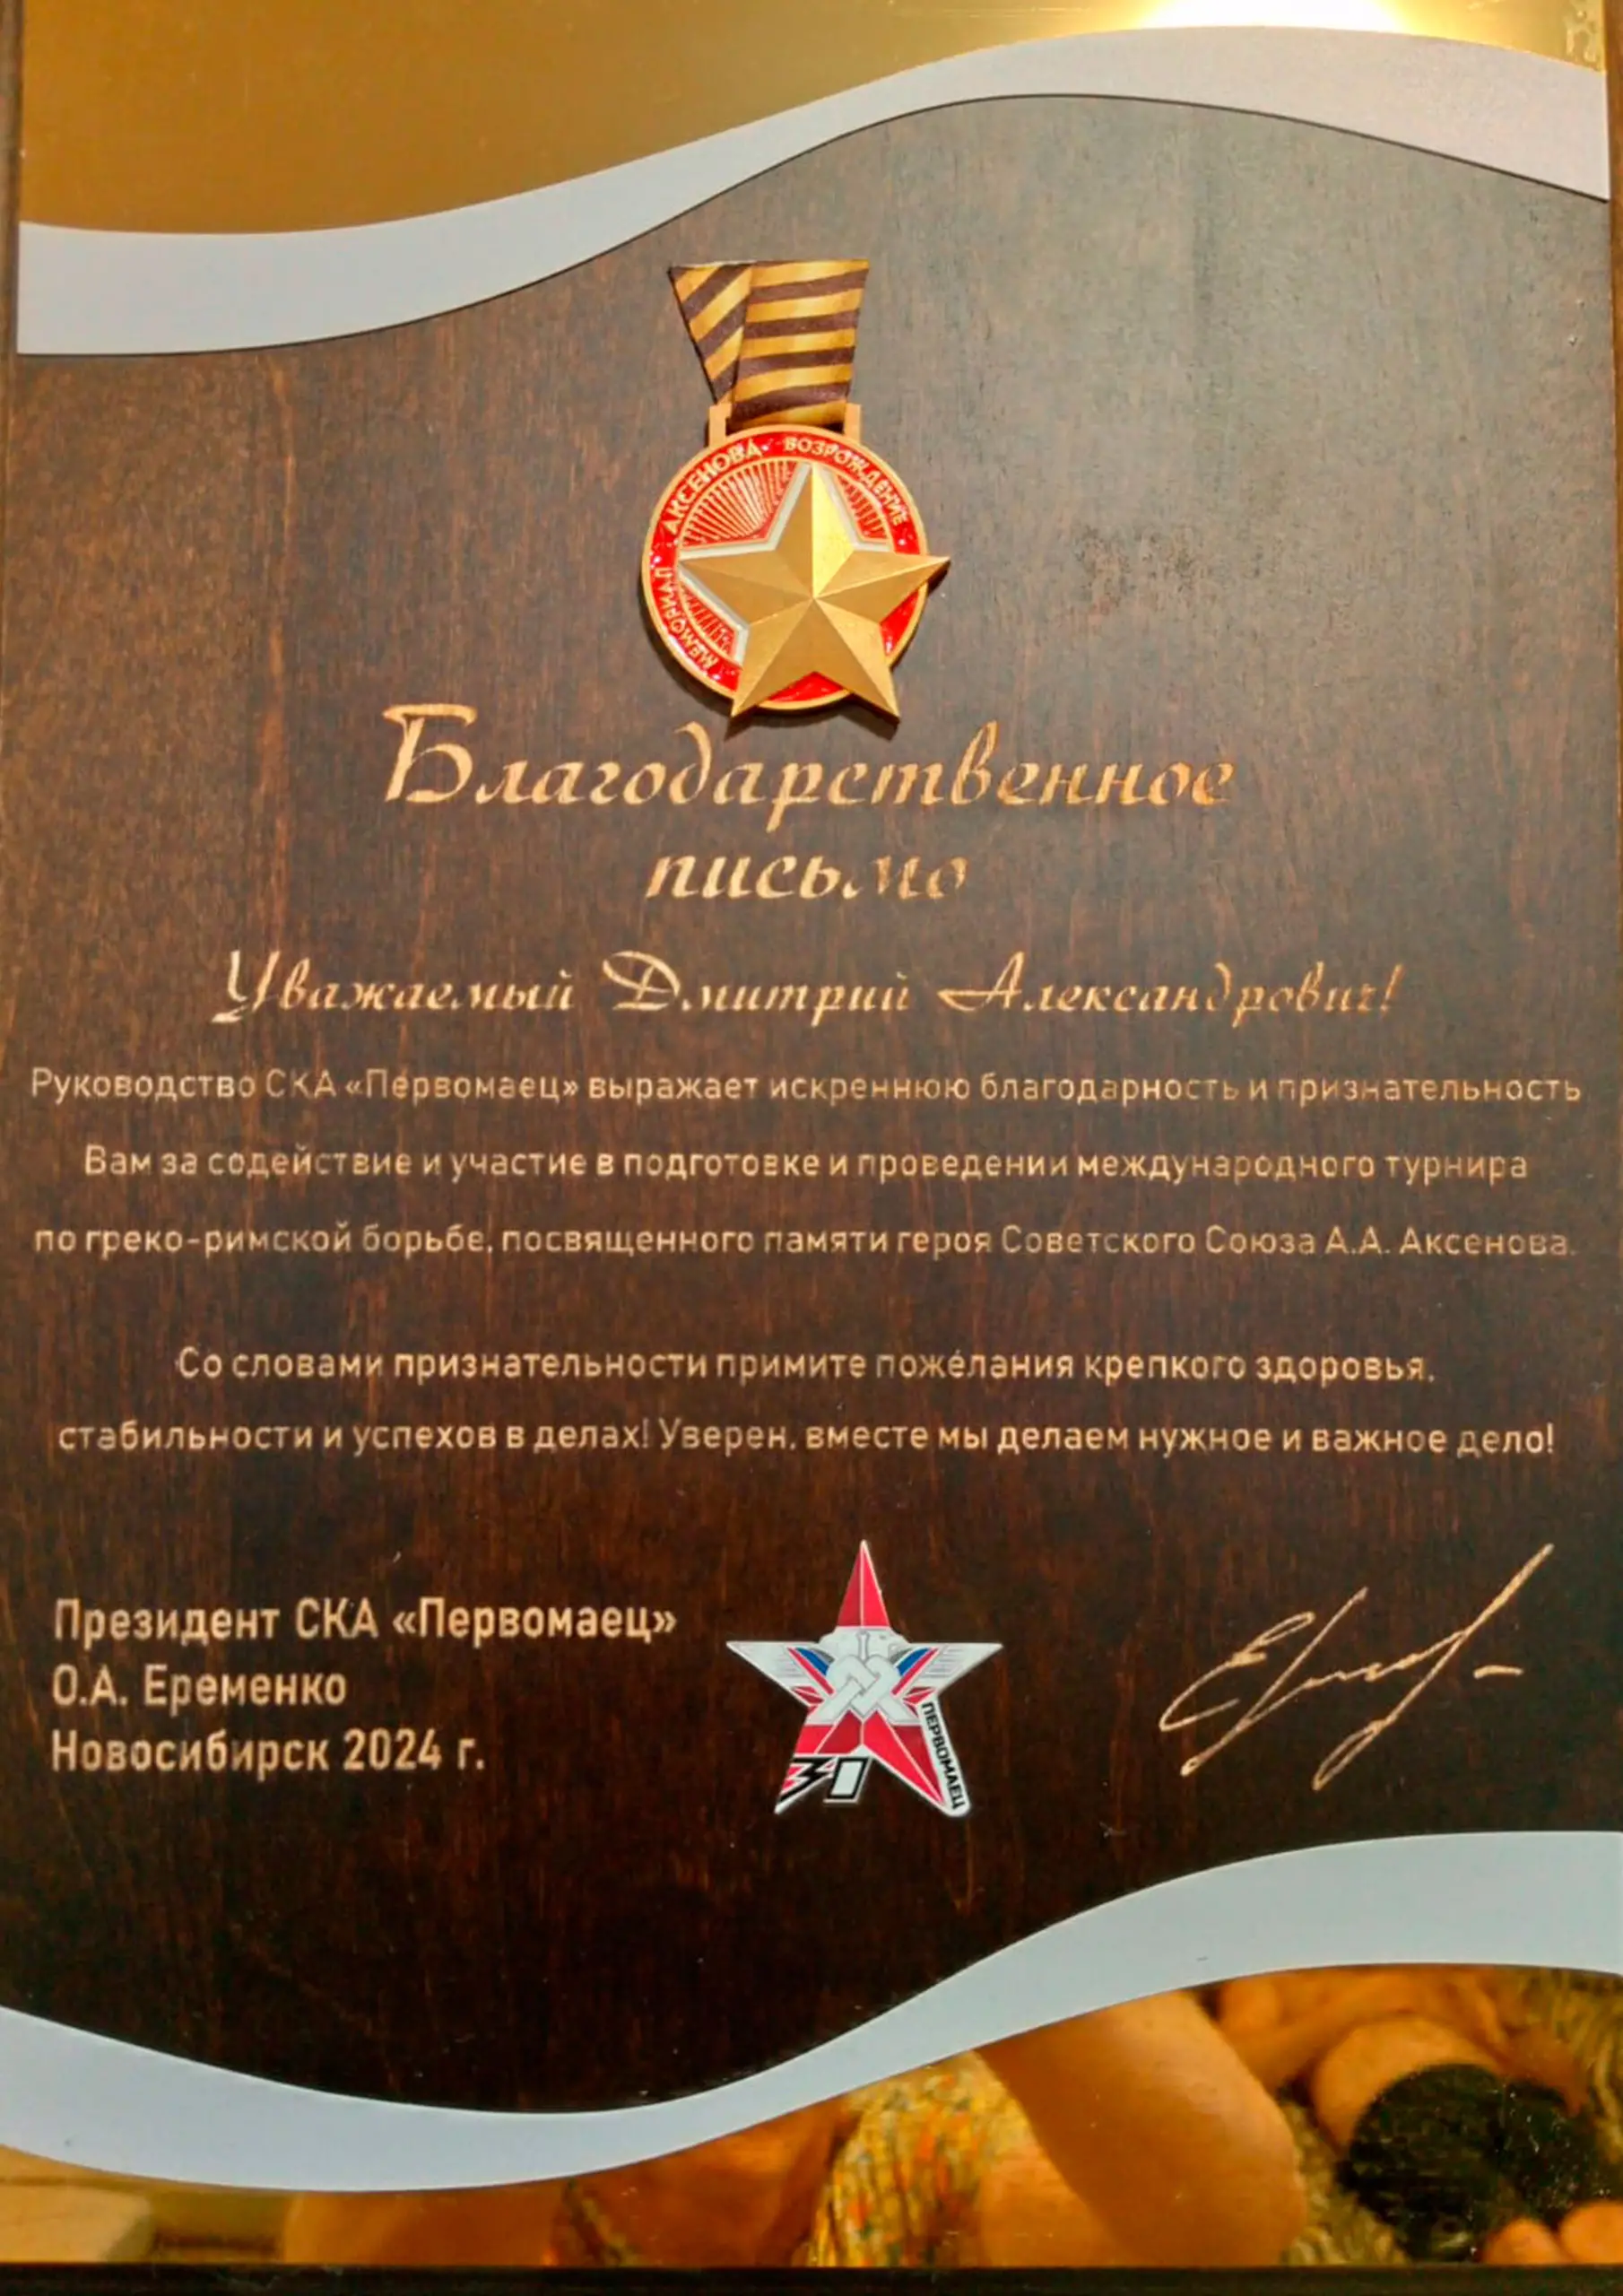 МЕМОРИАЛ АКСЕНОВА · ВОЗРОЖДЕНИЕ
Благодарственное
письмо
Уважаемый Дмитрий Александрович!
Руководство СКА «Первомаец» выражает искреннюю благодарность и признательность
Вам за содействие и участие в подготовке и проведении международного турнира
по греко-римской борьбе, посвященного памяти героя Советского Союза А.А. Аксенова.
Со словами признательности примите пожелания крепкого здоровья,
стабильности и успехов в делах! Уверен, вместе мы делаем нужное и важное дело!
Президент СКА «Первомаец»
О.А. Еременко
Новосибирск 2024 г.
ПЕРВОМАЕЦ
30